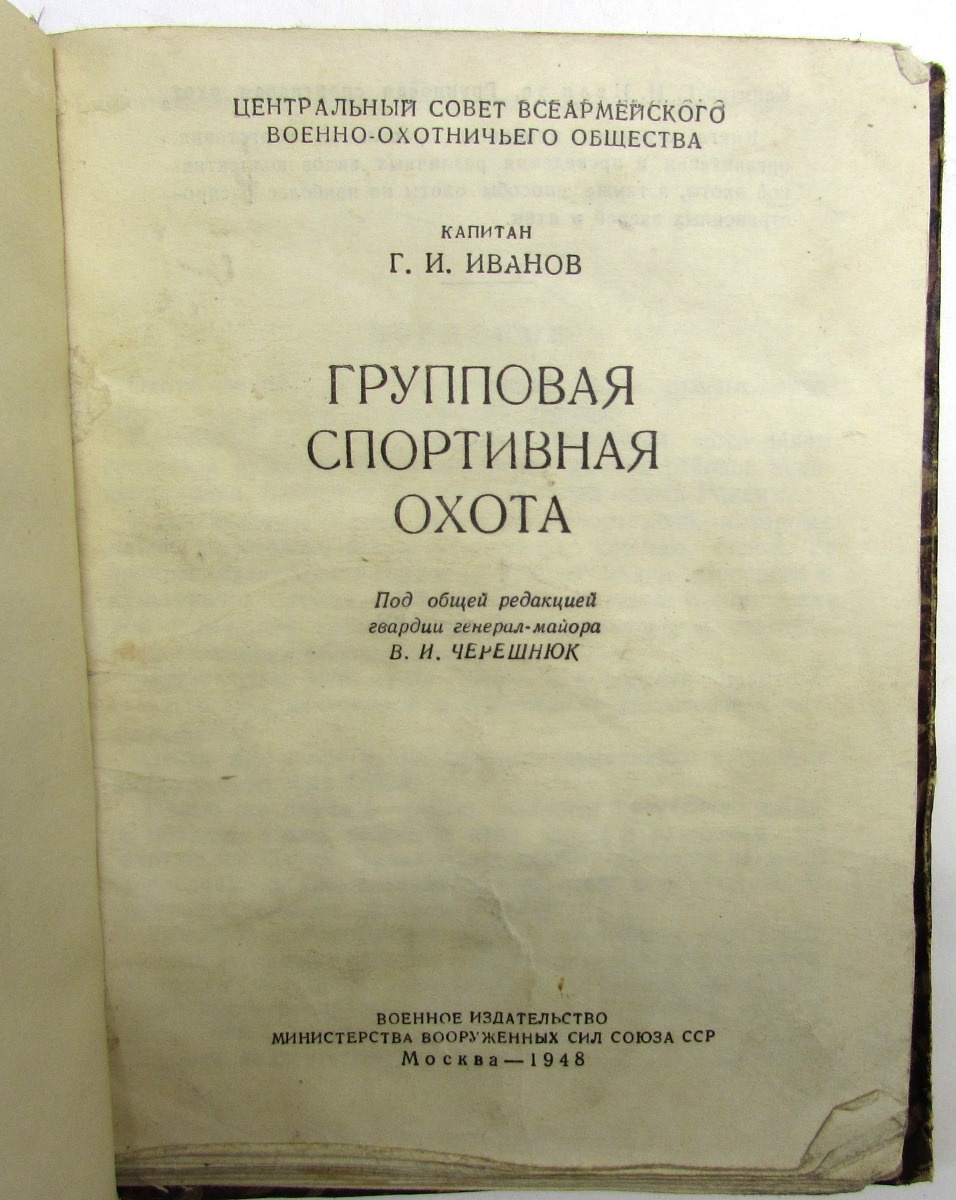 ЦЕНТРАЛЬНЫЙ СОВЕТ ВСЕАРМЕЙСКОГО
ВОЕННО-ОХОТНИЧЬЕГО ОБЩЕСТВА
КАПИТАН
Г. И. ИВАНОВ
ГРУППОВАЯ
СПОРТИВНАЯ
ОХОТА
Под общей редакцией
гвардии генерал-майора
В. И. ЧЕРЕШНЮК
ВОЕННОЕ ИЗДАТЕЛЬСТВО
МИНИСТЕРСТВА ВООРУЖЕННЫХ СИЛ СОЮЗА ССР
Москва—1948